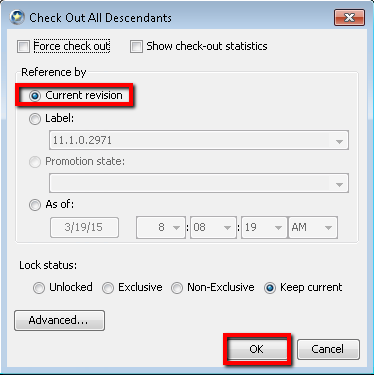 Check Out All Descendants
Force check out Show check-out statistics
Reference by
Current revision
Label:
11.1.0.2971
Promotion state:
As of:
3/19/15 8 : 08 : 19 AM
Lock status:
Unlocked Exclusive Non-Exclusive Keep current
Advanced...
OK Cancel